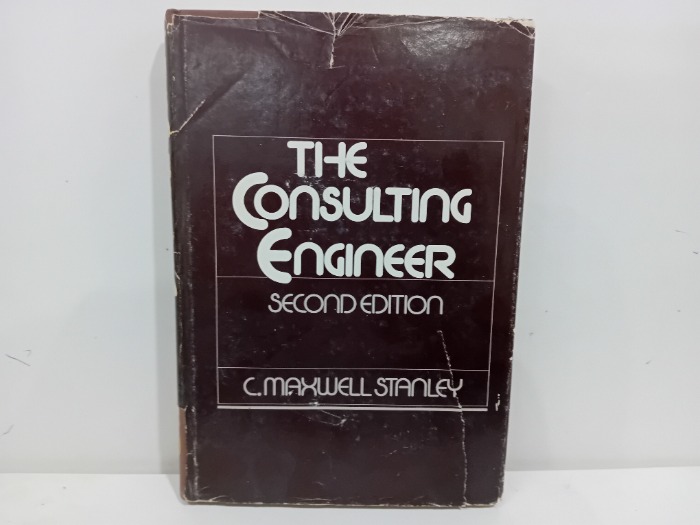 THE
CONSULTING
ENGINEER
SECOND EDITION
C. MAXWELL STANLEY